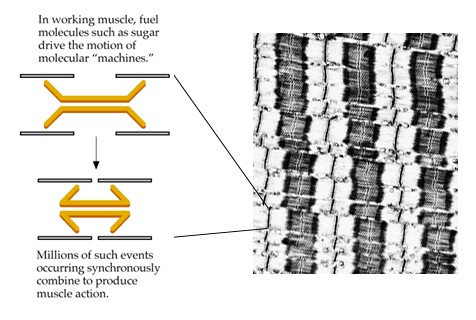 In working muscle, fuel
molecules such as sugar
drive the motion of
molecular “machines.”
Millions of such events
occurring synchronously
combine to produce
muscle action.